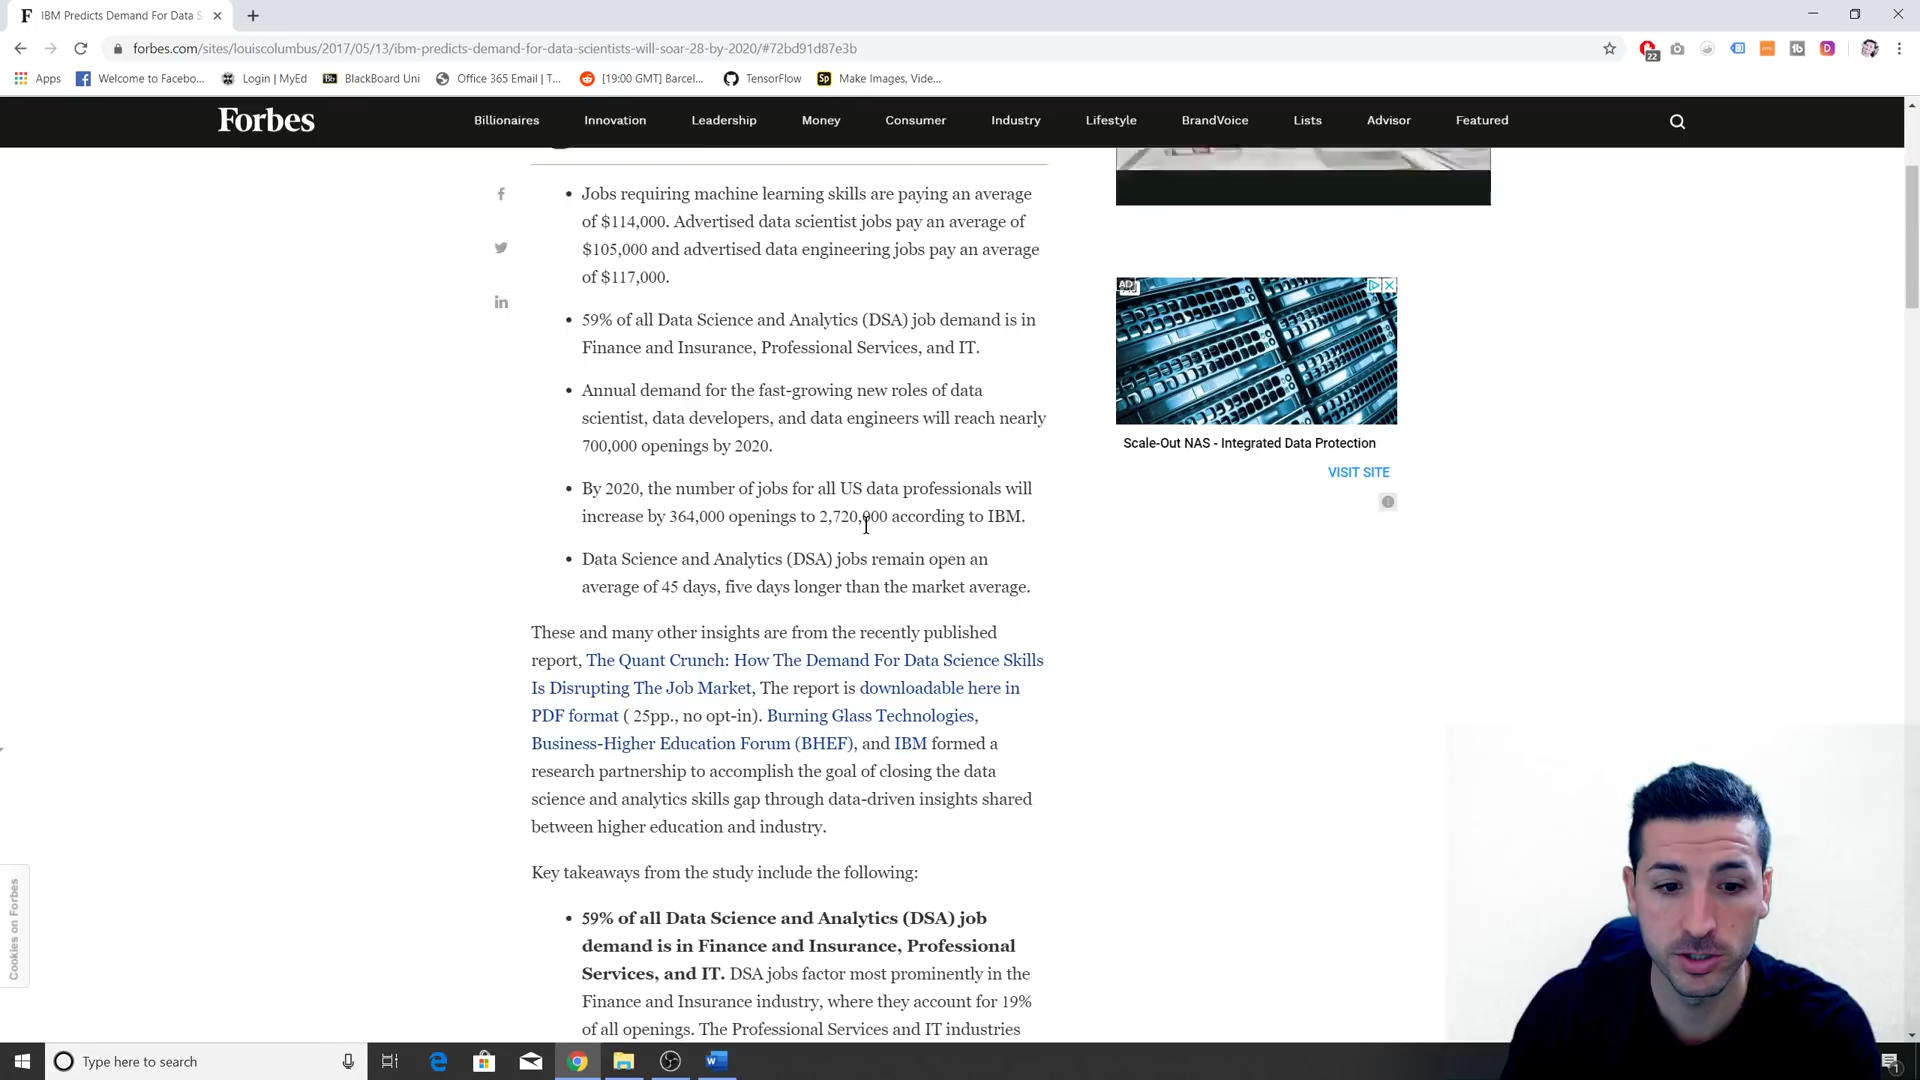 IBM Predicts Demand For Data S
forbes.com/sites/louiscolumbus/2017/05/13/ibm-predicts-demand-for-data-scientists-will-soar-28-by-2020/#72bd91d87e3b
22
Apps Welcome to Facebo... Login | MyEd BlackBoard Uni Office 365 Email | T... [19:00 GMT] Barcel... TensorFlow Make Images, Vide...
Forbes Billionaires Innovation Leadership Money Consumer Industry Lifestyle BrandVoice Lists Advisor Featured
• Jobs requiring machine learning skills are paying an average
of $114,000. Advertised data scientist jobs pay an average of
$105,000 and advertised data engineering jobs pay an average
of $117,000.
• 59% of all Data Science and Analytics (DSA) job demand is in
Finance and Insurance, Professional Services, and IT.
• Annual demand for the fast-growing new roles of data
scientist, data developers, and data engineers will reach nearly
700,000 openings by 2020.
• By 2020, the number of jobs for all US data professionals will
increase by 364,000 openings to 2,720,000 according to IBM.
• Data Science and Analytics (DSA) jobs remain open an
average of 45 days, five days longer than the market average.
These and many other insights are from the recently published
report, The Quant Crunch: How The Demand For Data Science Skills
Is Disrupting The Job Market, The report is downloadable here in
PDF format ( 25pp., no opt-in). Burning Glass Technologies,
Business-Higher Education Forum (BHEF), and IBM formed a
research partnership to accomplish the goal of closing the data
science and analytics skills gap through data-driven insights shared
between higher education and industry.
Key takeaways from the study include the following:
• 59% of all Data Science and Analytics (DSA) job
demand is in Finance and Insurance, Professional
Services, and IT. DSA jobs factor most prominently in the
Finance and Insurance industry, where they account for 19%
of all openings. The Professional Services and IT industries
AD
Scale-Out NAS - Integrated Data Protection
VISIT SITE
Cookies on Forbes
Type here to search